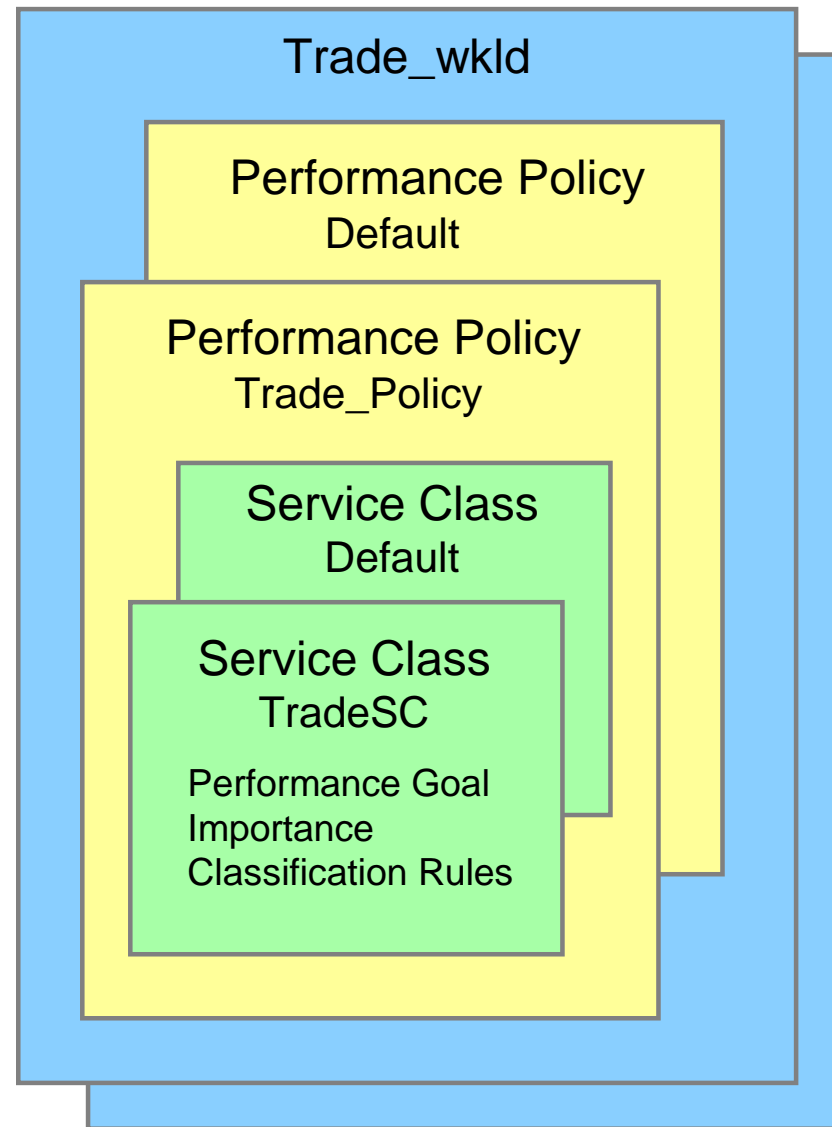 Trade_wkld
Performance Policy
Default
Performance Policy
Trade_Policy
Service Class
Default
Service Class
TradeSC
Performance Goal
Importance
Classification Rules